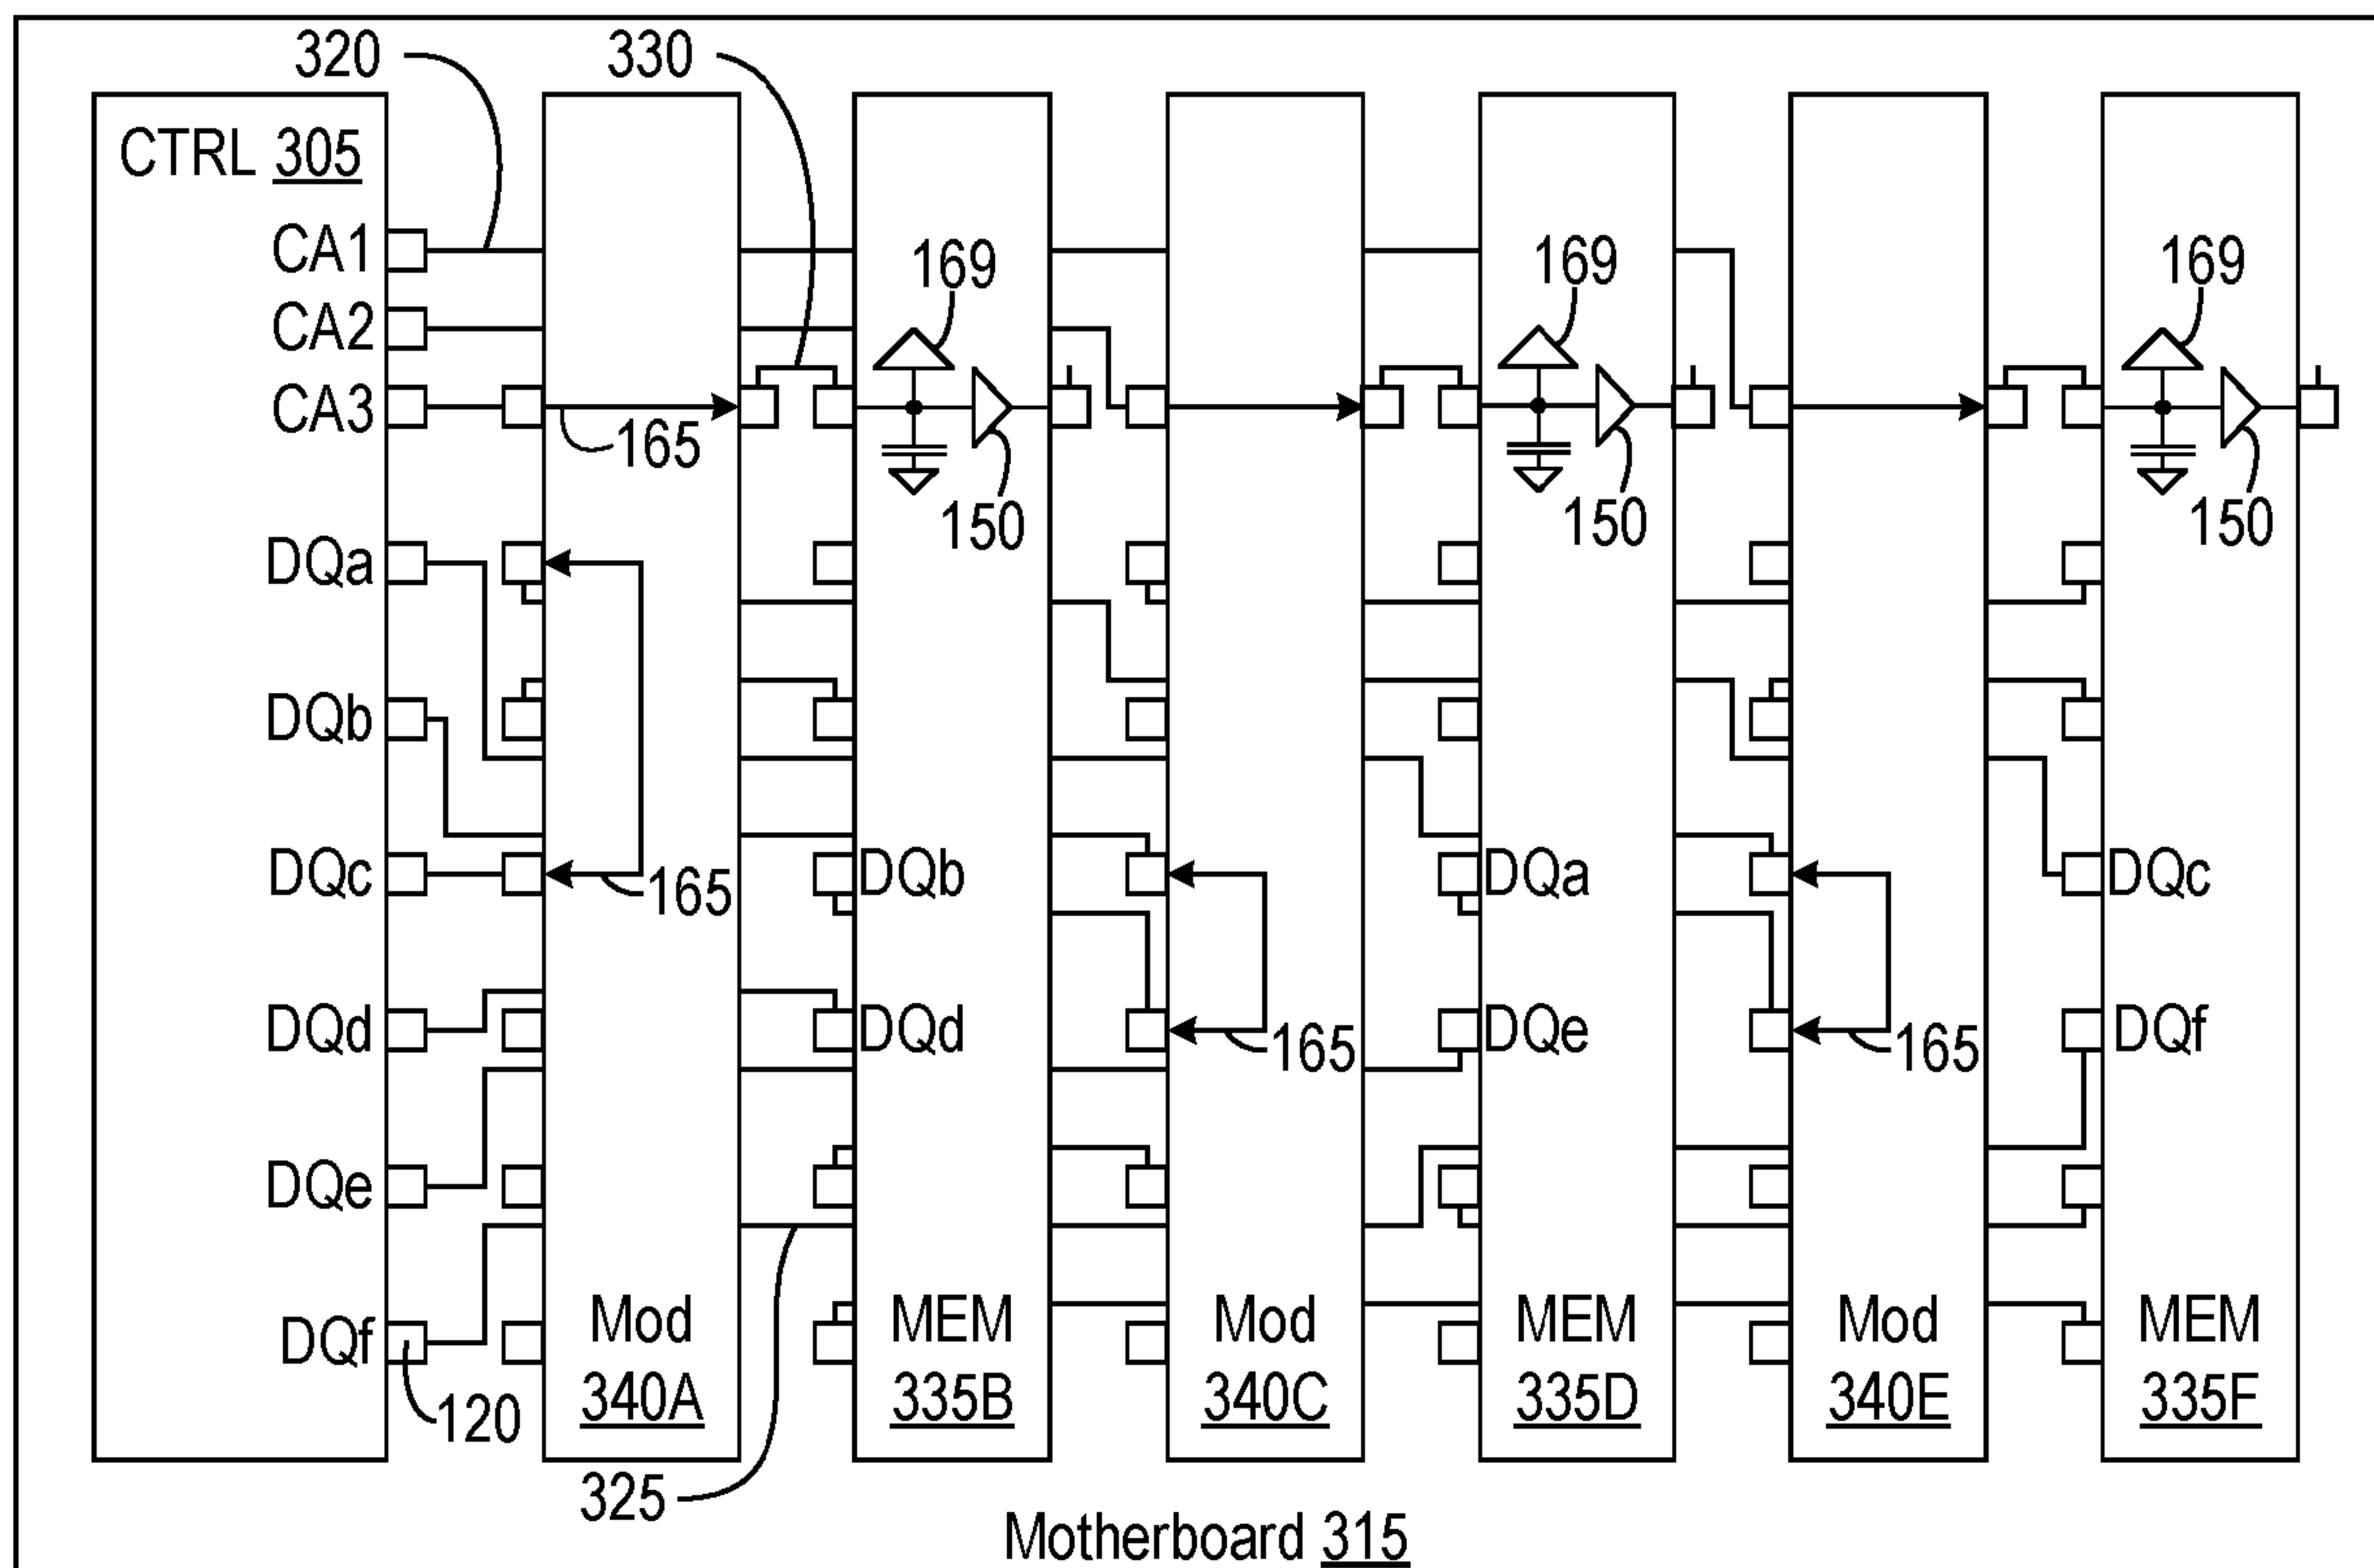 320
330
CTRL 305
CA1
169
169
169
CA2
CA3
165
150
150
150
DQa
DQb
DQc
165
DQb
DQa
DQc
DQd
DQd
165
DQe
165
DQf
DQe
DQf
120
Mod
340A
MEM
335B
Mod
340C
MEM
335D
Mod
340E
MEM
335F
325
Motherboard 315